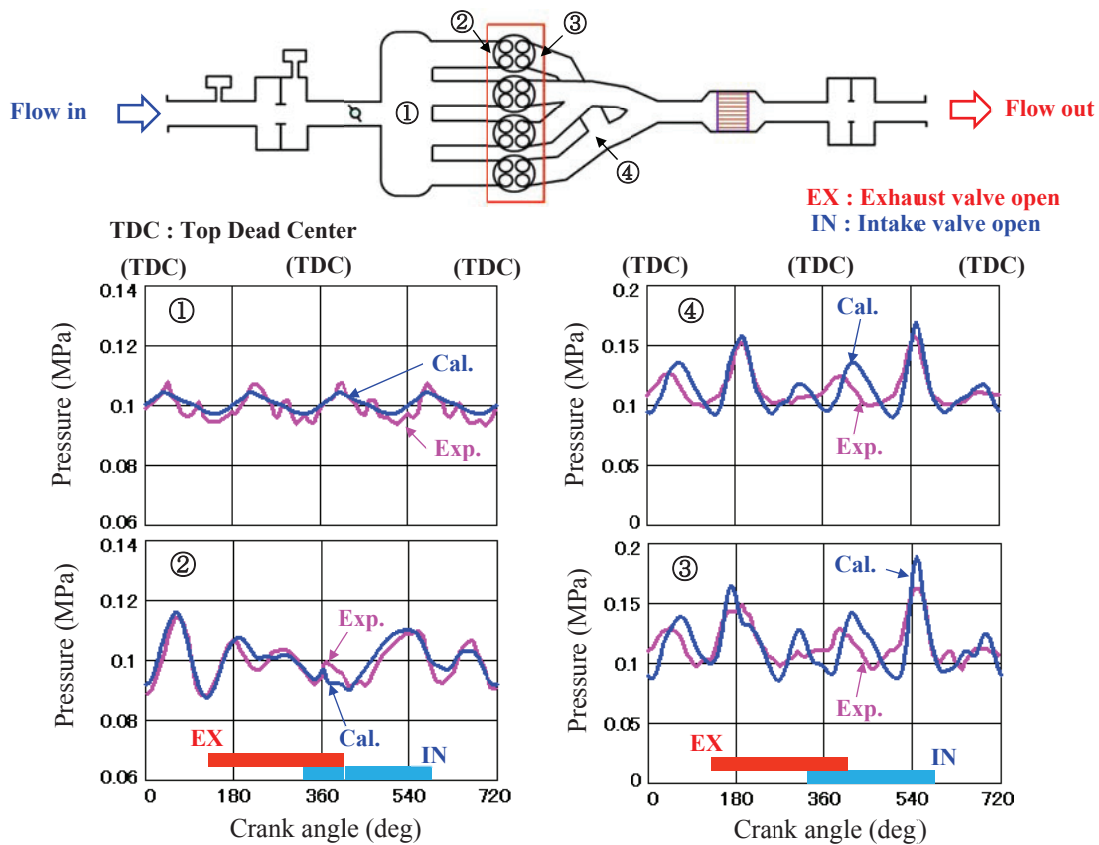 ② ③
Flow in ① Flow out
④
EX : Exhaust valve open
IN : Intake valve open
TDC : Top Dead Center
(TDC) (TDC) (TDC)
0.14
0.12
0.1
0.08
0.06
Pressure (MPa)
①
Cal.
Exp.
(TDC) (TDC) (TDC)
0.2
0.15
0.1
0.05
0
Pressure (MPa)
④
Cal.
Exp.
0.14
0.12
0.1
0.08
0.06
Pressure (MPa)
②
Exp.
Cal.
EX
IN
0 180 360 540 720
Crank angle (deg)
0.2
0.15
0.1
0.05
0
Pressure (MPa)
③
Cal.
Exp.
EX
IN
0 180 360 540 720
Crank angle (deg)